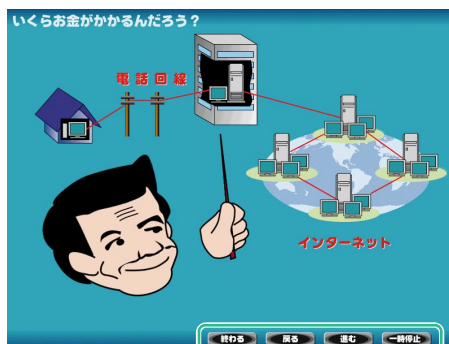 いくらお金がかかるんだろう？
電話回線
インターネット
終わる
戻る
進む
一時停止